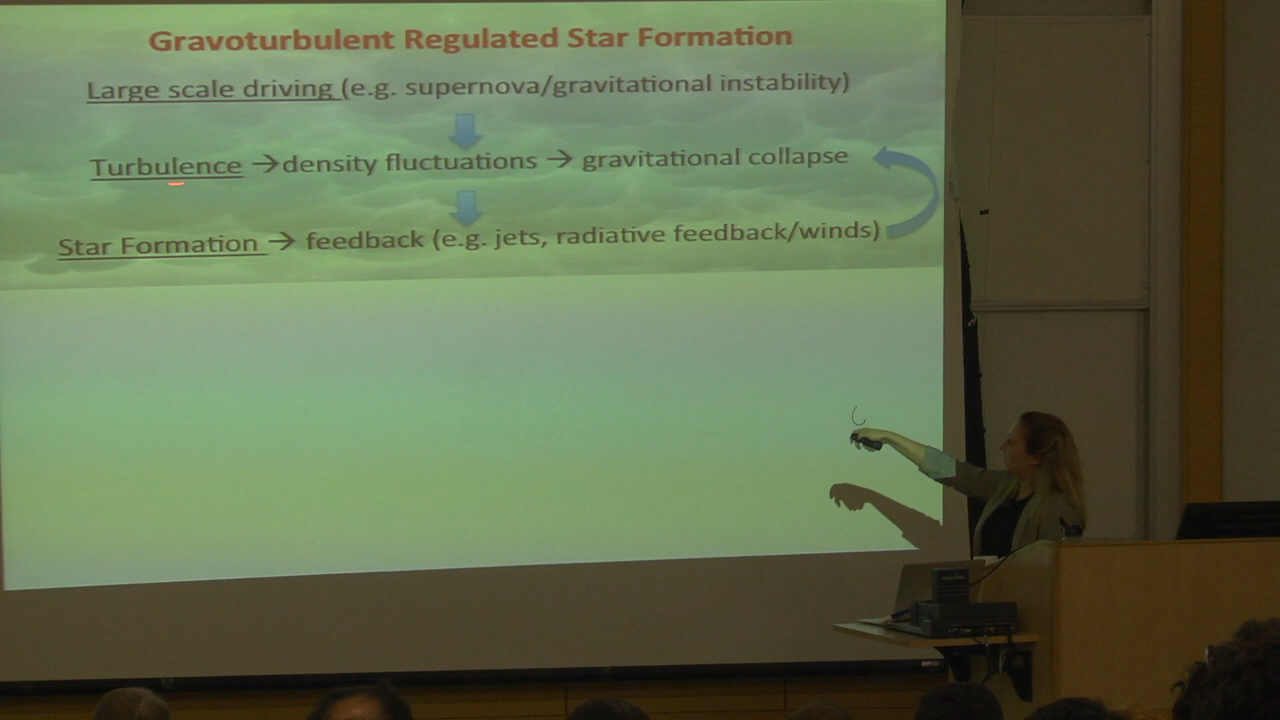 Gravoturbulent Regulated Star Formation
Large scale driving (e.g. supernova/gravitational instability)
Turbulence → density fluctuations → gravitational collapse
Star Formation → feedback (e.g. jets, radiative feedback/winds)